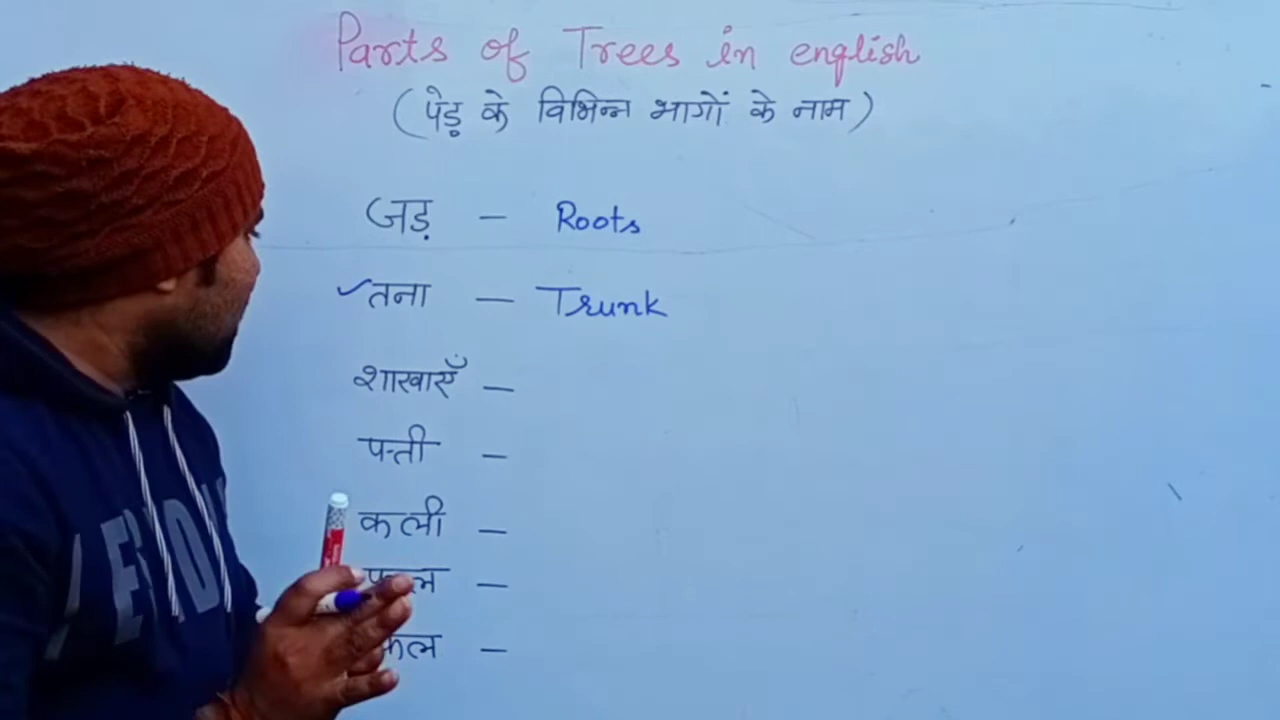 Parts of Trees in english
(पेड़ के विभिन्न भागों के नाम)
जड़ – Roots
✓तना – Trunk
शाखाएँ –
पत्ती –
कली –
–
–